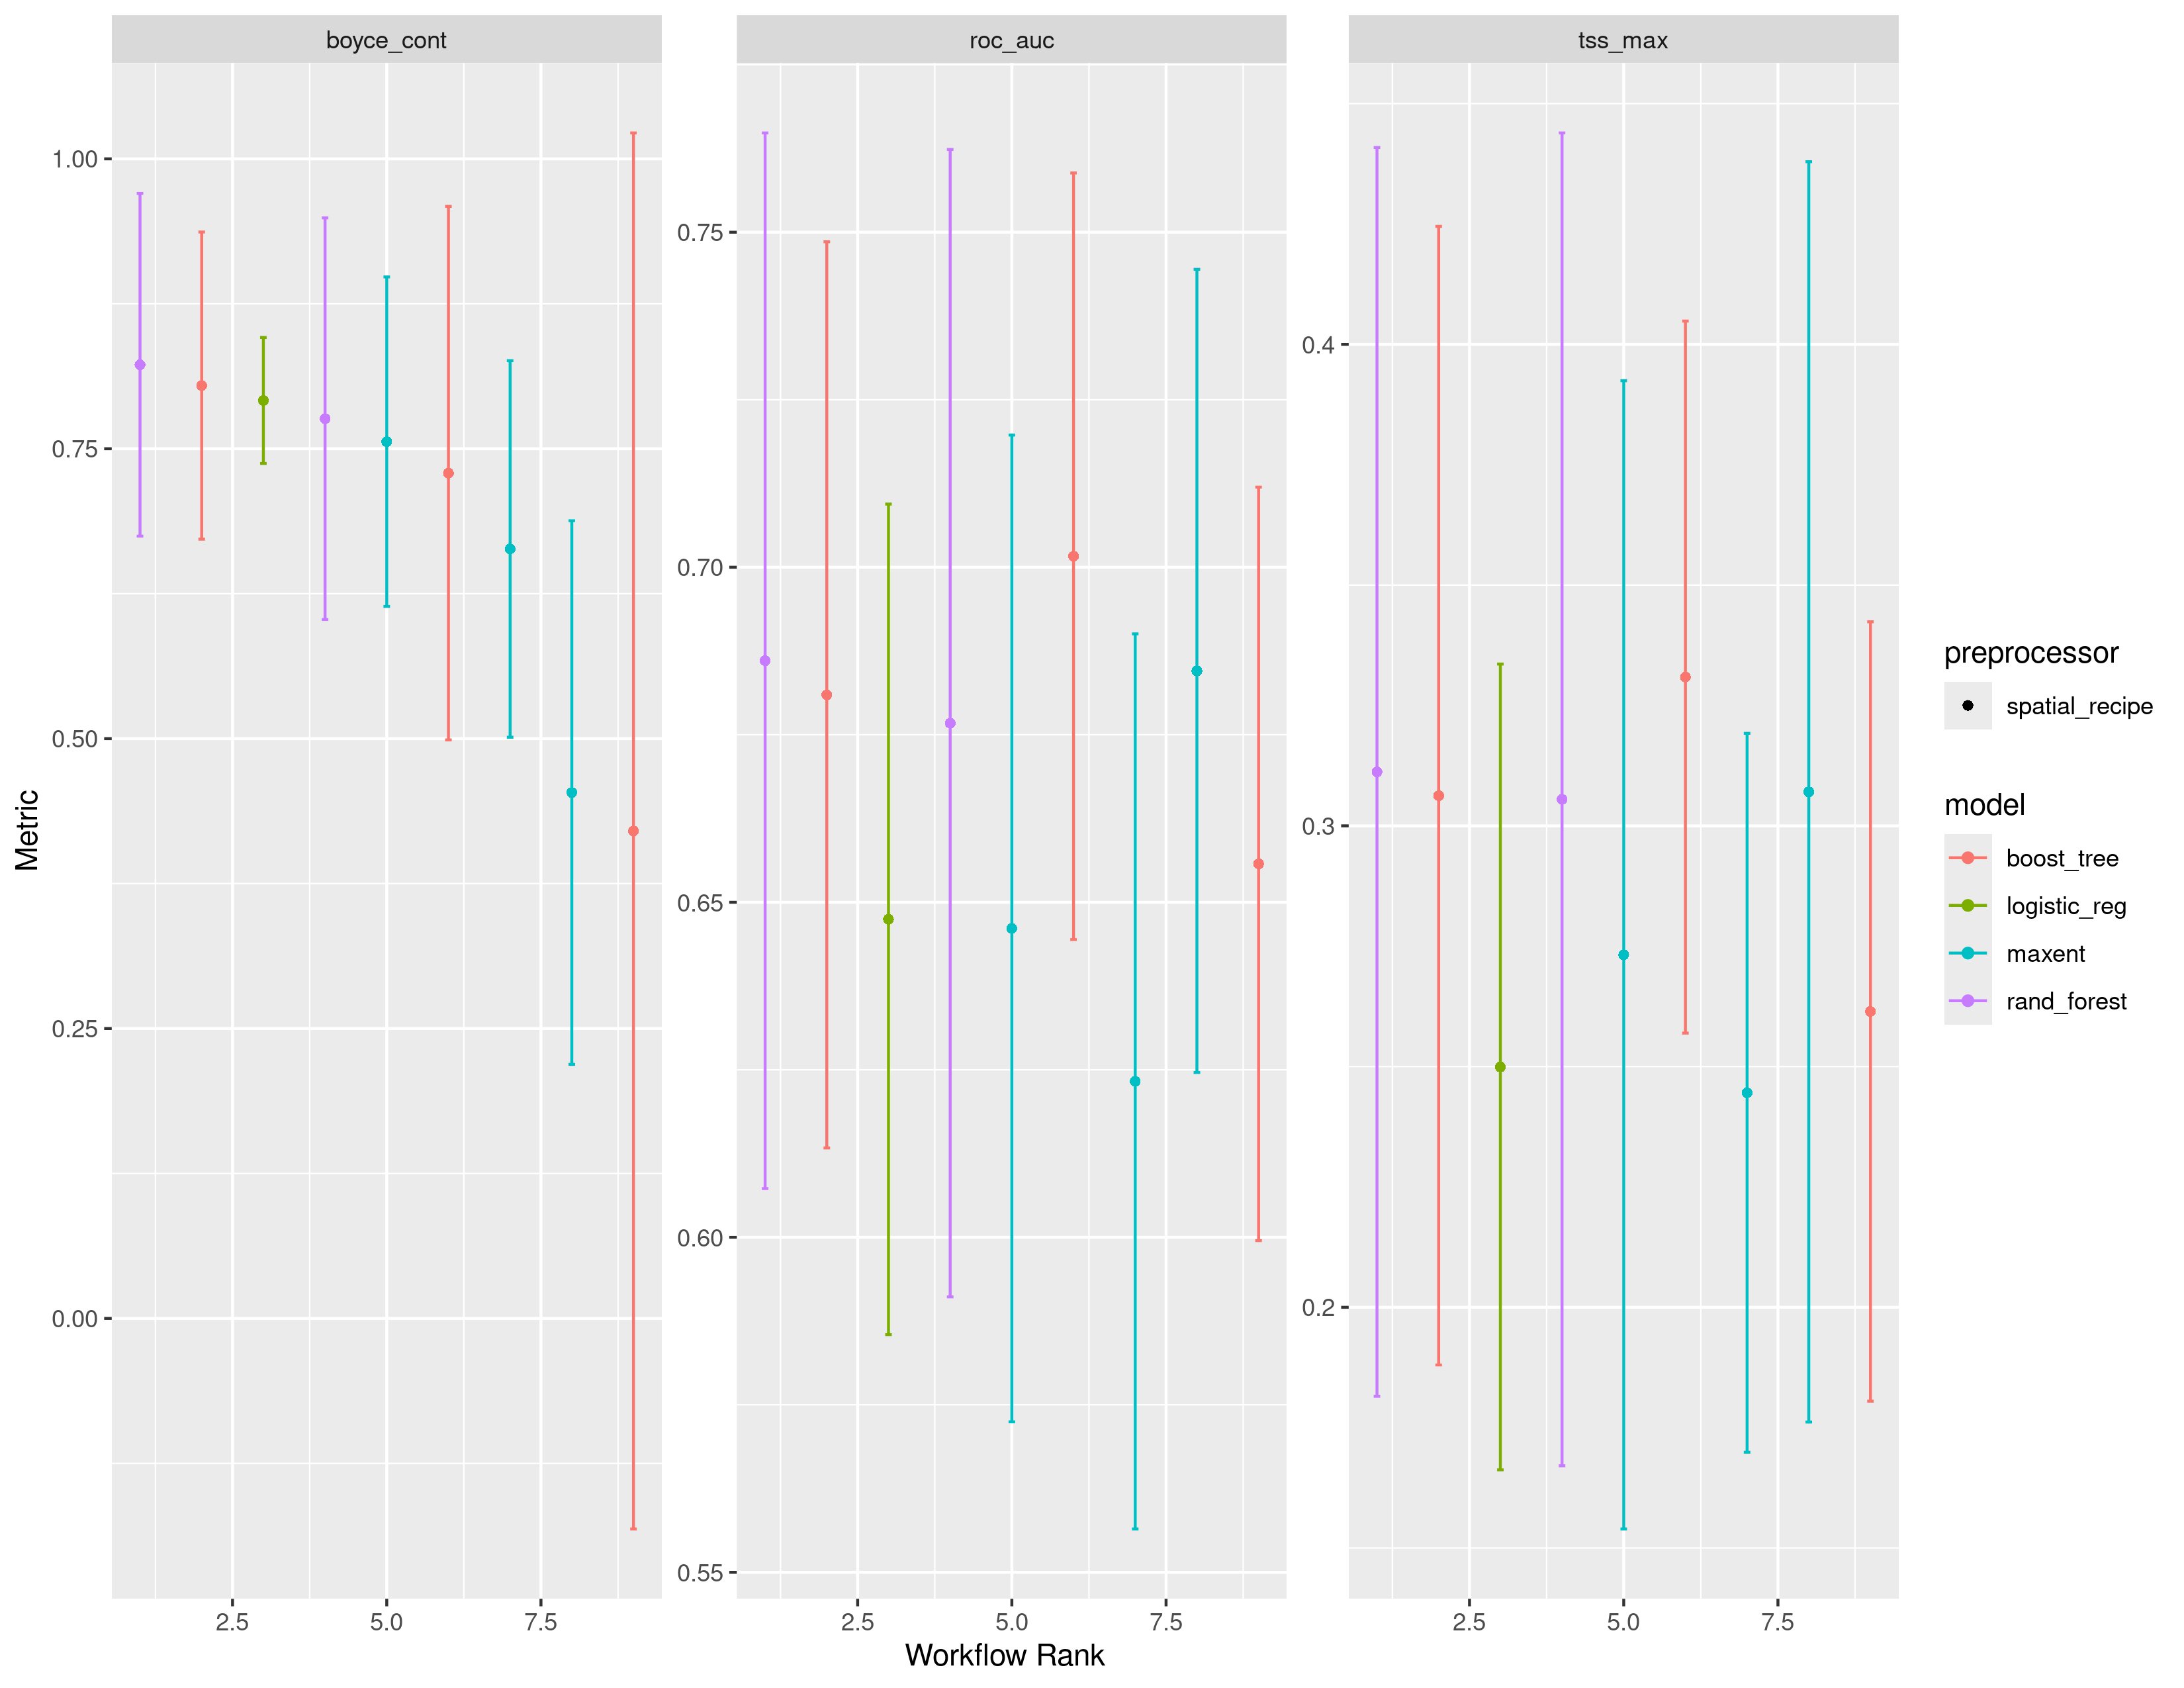 boyce_cont
roc_auc
tss_max
Metric
1.00
0.75
0.50
0.25
0.00
0.75
0.70
0.65
0.60
0.55
0.4
0.3
0.2
2.5 5.0 7.5
2.5 5.0 7.5
2.5 5.0 7.5
Workflow Rank
preprocessor
spatial_recipe
model
boost_tree
logistic_reg
maxent
rand_forest